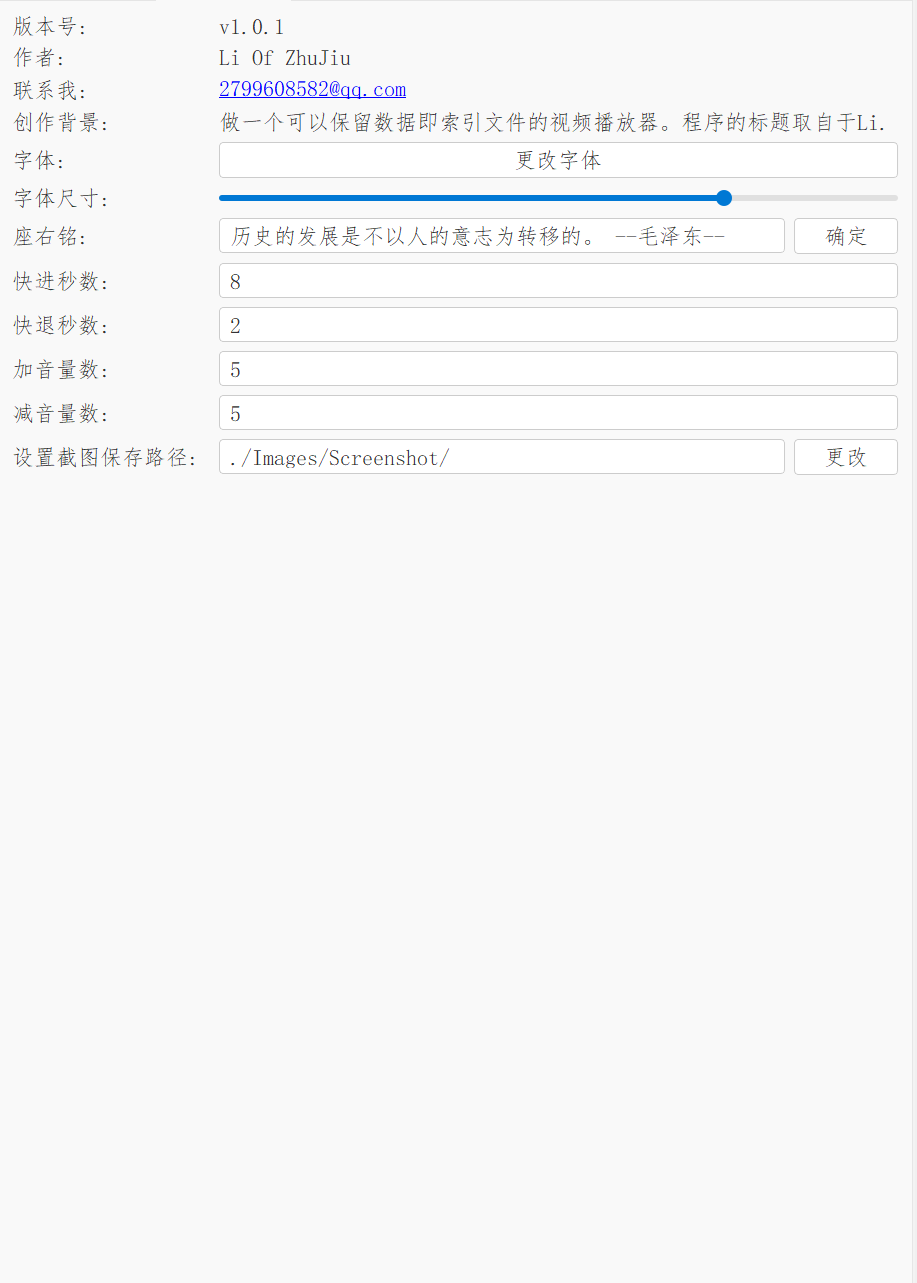 版本号: v1.0.1
作者: Li Of ZhuJiu
联系我: 2799608582@qq.com
创作背景: 做一个可以保留数据即索引文件的视频播放器。程序的标题取自于Li.
字体: 更改字体
字体尺寸:
座右铭: 历史的发展是不以人的意志为转移的。 --毛泽东-- 确定
快进秒数: 8
快退秒数: 2
加音量数: 5
减音量数: 5
设置截图保存路径: ./Images/Screenshot/ 更改